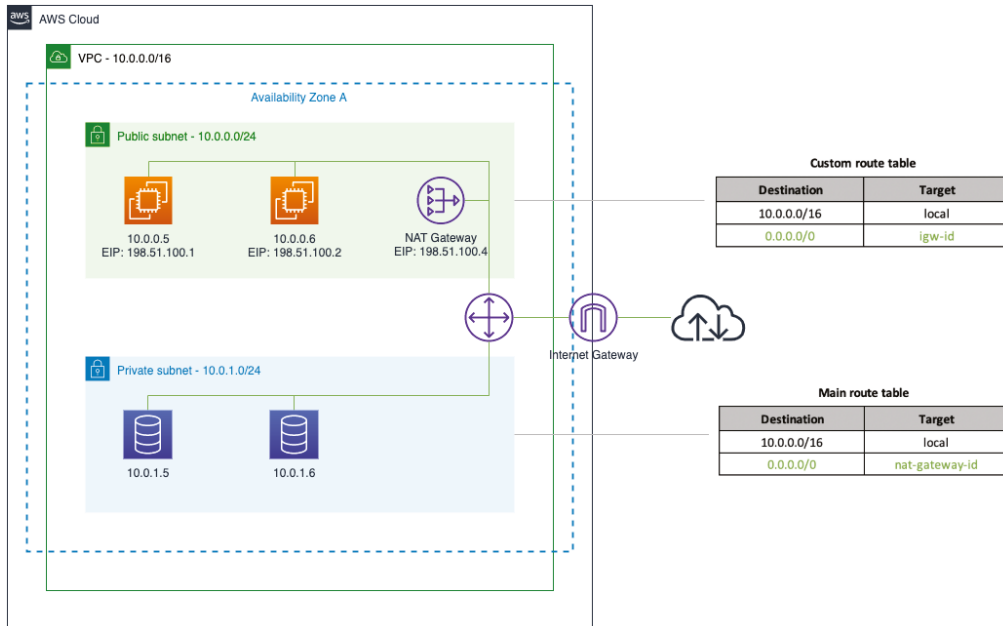 aws
AWS Cloud
VPC - 10.0.0.0/16
Availability Zone A
Public subnet - 10.0.0.0/24
10.0.0.5
EIP: 198.51.100.1
10.0.0.6
EIP: 198.51.100.2
NAT Gateway
EIP: 198.51.100.4
Custom route table
Destination Target
10.0.0.0/16 local
0.0.0.0/0 igw-id
Internet Gateway
Private subnet - 10.0.1.0/24
10.0.1.5
10.0.1.6
Main route table
Destination Target
10.0.0.0/16 local
0.0.0.0/0 nat-gateway-id